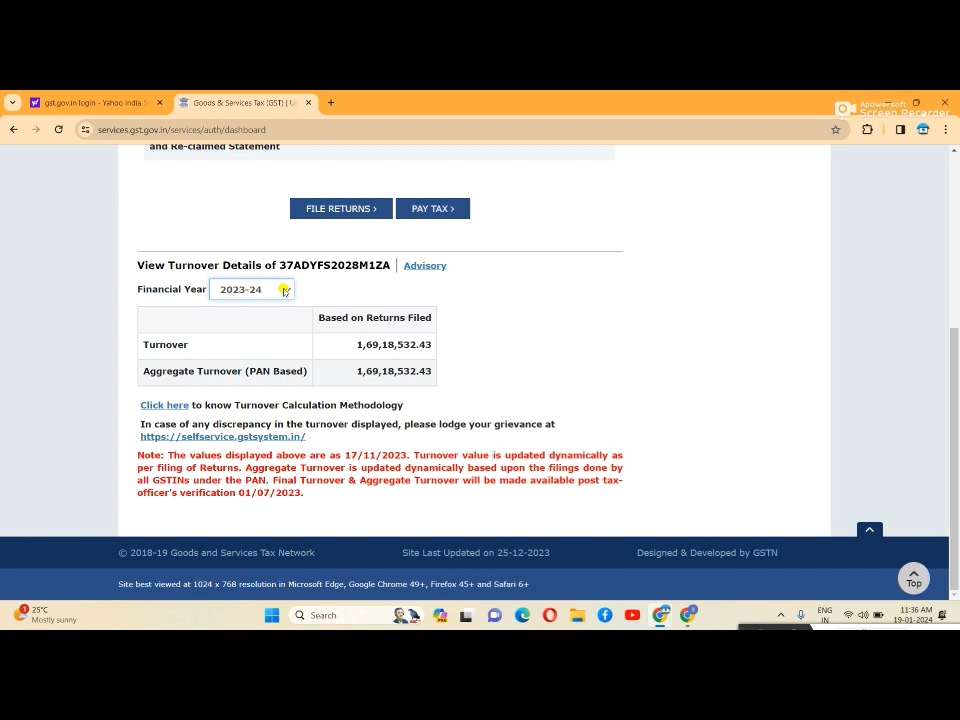 gst.gov.in login - Yahoo India S
Goods & Services Tax (GST) | U
Apowersoft
Screen Recorder
services.gst.gov.in/services/auth/dashboard
and Re-claimed Statement
FILE RETURNS >
PAY TAX >
View Turnover Details of 37ADYFS2028M1ZA
Advisory
Financial Year
2023-24
Based on Returns Filed
Turnover
1,69,18,532.43
Aggregate Turnover (PAN Based)
1,69,18,532.43
Click here to know Turnover Calculation Methodology
In case of any discrepancy in the turnover displayed, please lodge your grievance at
https://selfservice.gstsystem.in/
Note: The values displayed above are as 17/11/2023. Turnover value is updated dynamically as
per filing of Returns. Aggregate Turnover is updated dynamically based upon the filings done by
all GSTINs under the PAN. Final Turnover & Aggregate Turnover will be made available post tax-
officer's verification 01/07/2023.
© 2018-19 Goods and Services Tax Network
Site Last Updated on 25-12-2023
Designed & Developed by GSTN
Site best viewed at 1024 x 768 resolution in Microsoft Edge, Google Chrome 49+, Firefox 45+ and Safari 6+
Top
1
25°C
Mostly sunny
Search
PRE
ENG
IN
11:36 AM
19-01-2024